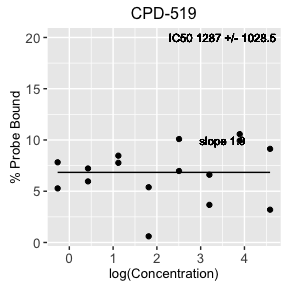 CPD-519
IC50 1287 +/- 1028.5
20
15
slope
10
5
0
% Probe Bound
0 1 2 3 4
log(Concentration)